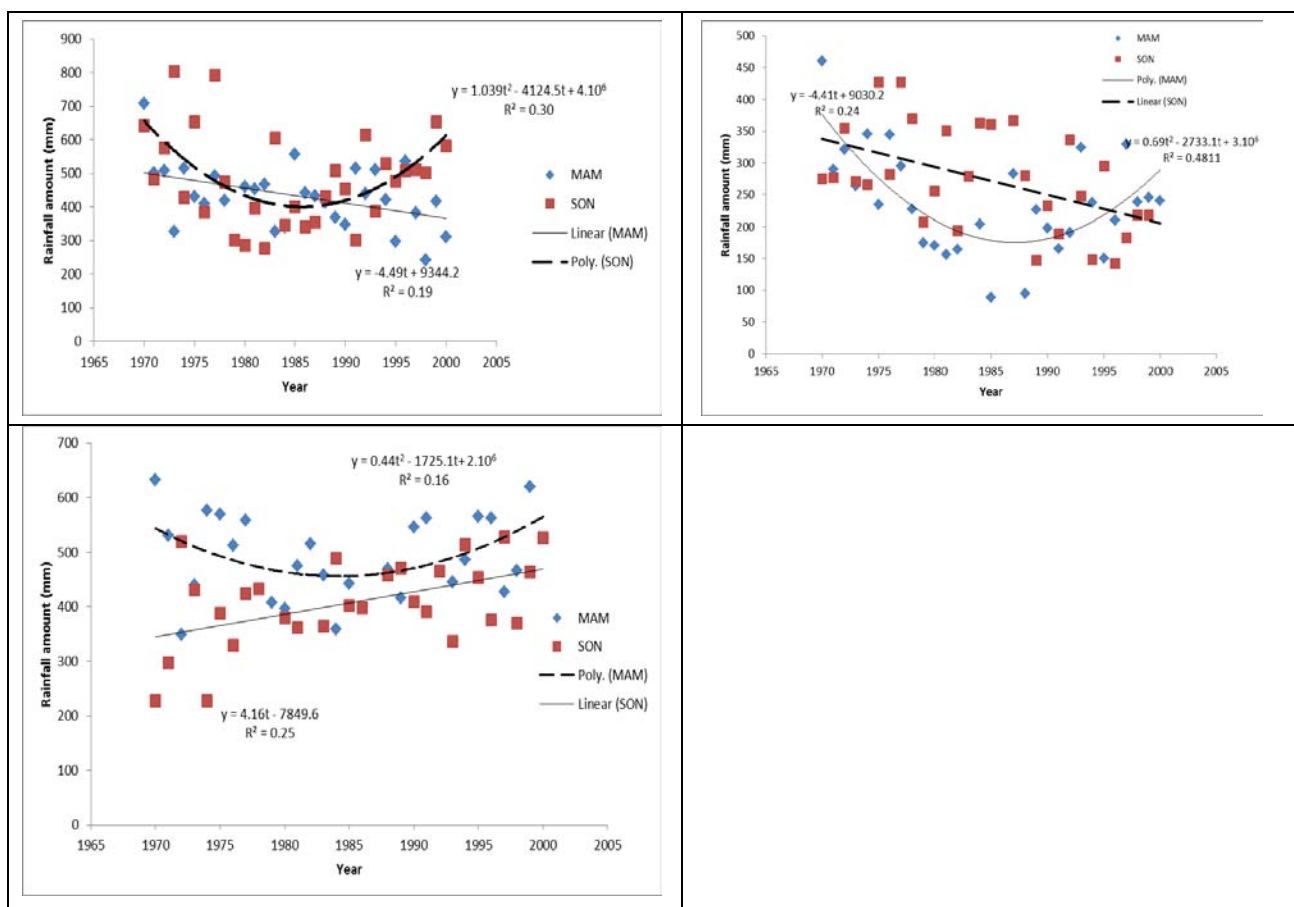 900
800
700
600
500
400
300
200
100
0
Rainfall amount (mm)
1965 1970 1975 1980 1985 1990 1995 2000 2005
Year
y = 1.039t² - 4124.5t + 4.10⁶
R² = 0.30
y = -4.49t + 9344.2
R² = 0.19
MAM
SON
Linear (MAM)
Poly. (SON)
500
450
400
350
300
250
200
150
100
50
0
Rainfall amount (mm)
1965 1970 1975 1980 1985 1990 1995 2000 2005
Year
y = -4.41t + 9030.2
R² = 0.24
y = 0.69t² - 2733.1t + 3.10⁶
R² = 0.4811
MAM
SON
Poly. (MAM)
Linear (SON)
700
600
500
400
300
200
100
0
Rainfall amount (mm)
1965 1970 1975 1980 1985 1990 1995 2000 2005
Year
y = 0.44t² - 1725.1t+ 2.10⁶
R² = 0.16
y = 4.16t - 7849.6
R² = 0.25
MAM
SON
Poly. (MAM)
Linear (SON)